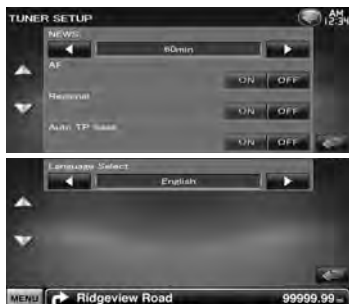 TUNER SETUP
AM
12:34
NEWS
60min
AF
ON OFF
Regional
ON OFF
Auto TP Seek
ON OFF
Language Select
English
MENU Ridgeview Road 99999.99